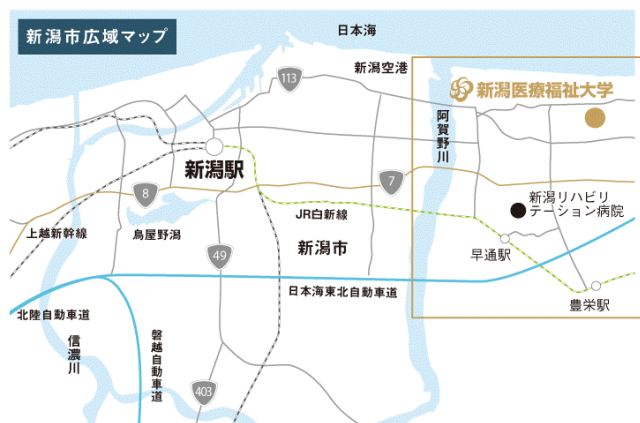 新潟市広域マップ
日本海
新潟空港
113
新潟医療福祉大学
阿賀野川
新潟駅
8
7
新潟リハビリ
テーション病院
JR白新線
上越新幹線
鳥屋野潟
新潟市
49
早通駅
日本海東北自動車道
豊栄駅
北陸自動車道
信濃川
磐越自動車道
403